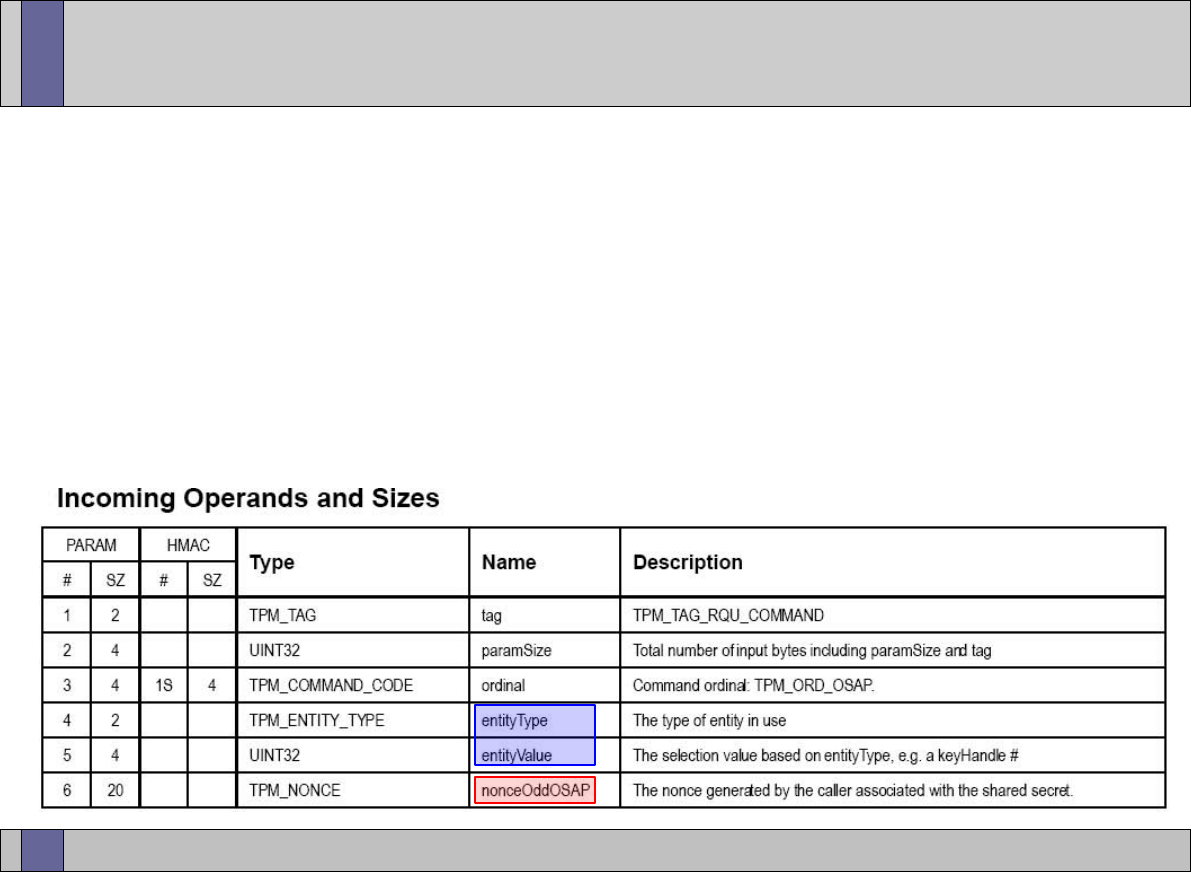 Incoming Operands and Sizes
PARAM HMAC Type Name Description
# SZ # SZ
1 2 TPM_TAG tag TPM_TAG_RQU_COMMAND
2 4 UINT32 paramSize Total number of input bytes including paramSize and tag
3 4 1S 4 TPM_COMMAND_CODE ordinal Command ordinal: TPM_ORD_OSAP.
4 2 TPM_ENTITY_TYPE entityType The type of entity in use
5 4 UINT32 entityValue The selection value based on entityType, e.g. a keyHandle #
6 20 TPM_NONCE nonceOddOSAP The nonce generated by the caller associated with the shared secret.